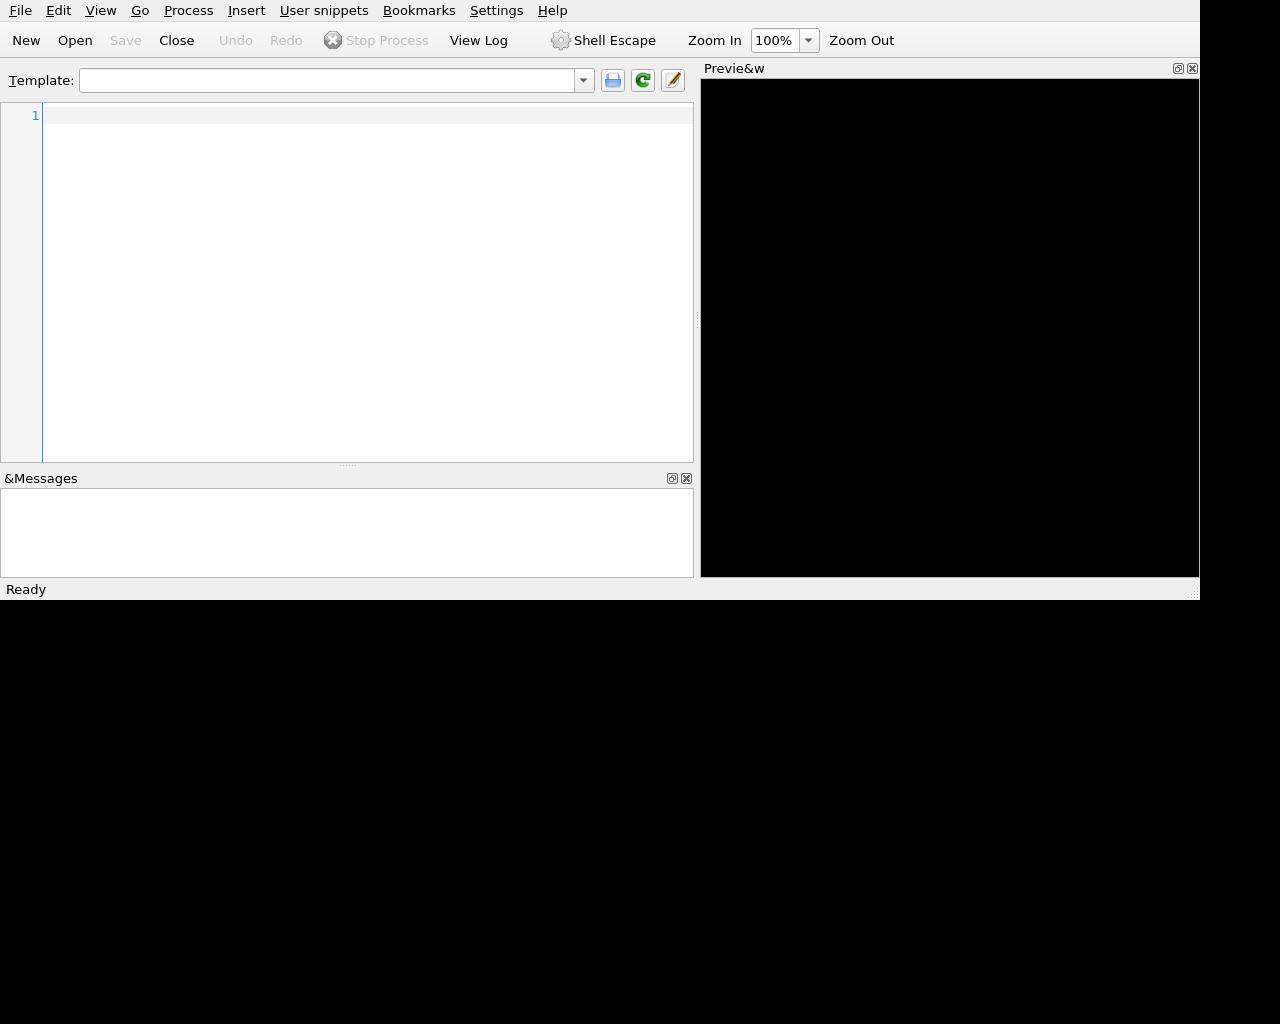 File Edit View Go Process Insert User snippets Bookmarks Settings Help
New Open Save Close Undo Redo Stop Process View Log Shell Escape Zoom In 100% Zoom Out
Template:
Previe&w
1
&Messages
Ready